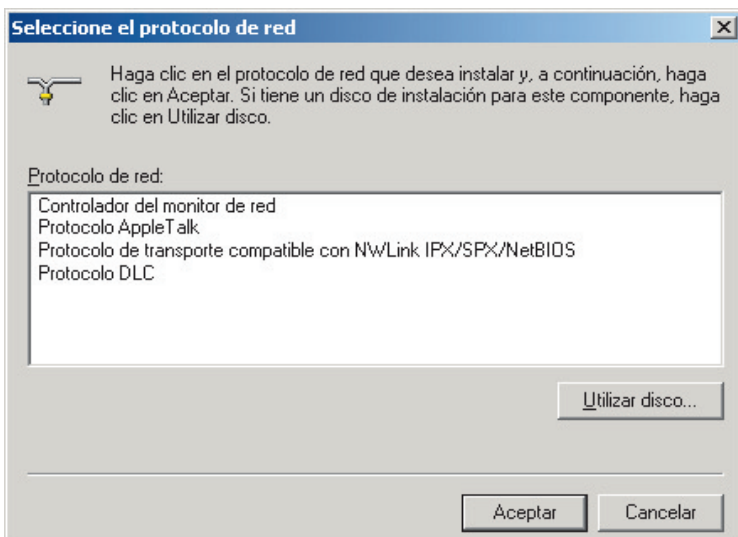 Seleccione el protocolo de red
Haga clic en el protocolo de red que desea instalar y, a continuación, haga
clic en Aceptar. Si tiene un disco de instalación para este componente, haga
clic en Utilizar disco.
Protocolo de red:
Controlador del monitor de red
Protocolo AppleTalk
Protocolo de transporte compatible con NWLink IPX/SPX/NetBIOS
Protocolo DLC
Utilizar disco...
Aceptar
Cancelar